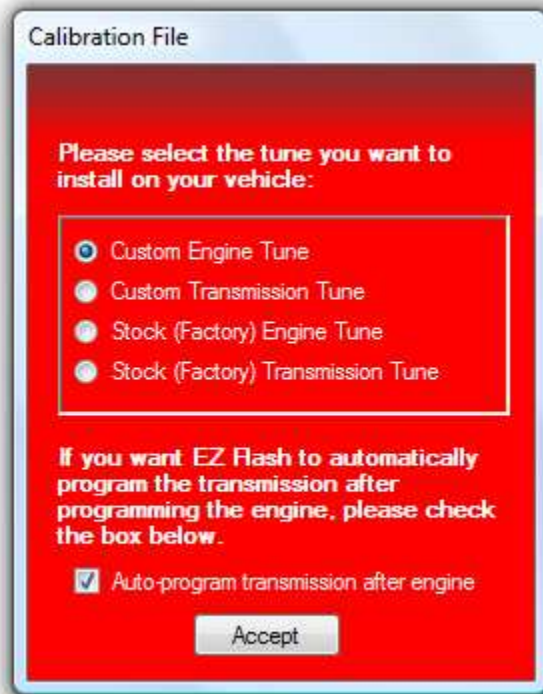 Calibration File
Please select the tune you want to
install on your vehicle:
Custom Engine Tune
Custom Transmission Tune
Stock (Factory) Engine Tune
Stock (Factory) Transmission Tune
If you want EZ Flash to automatically
program the transmission after
programming the engine, please check
the box below.
Auto-program transmission after engine
Accept